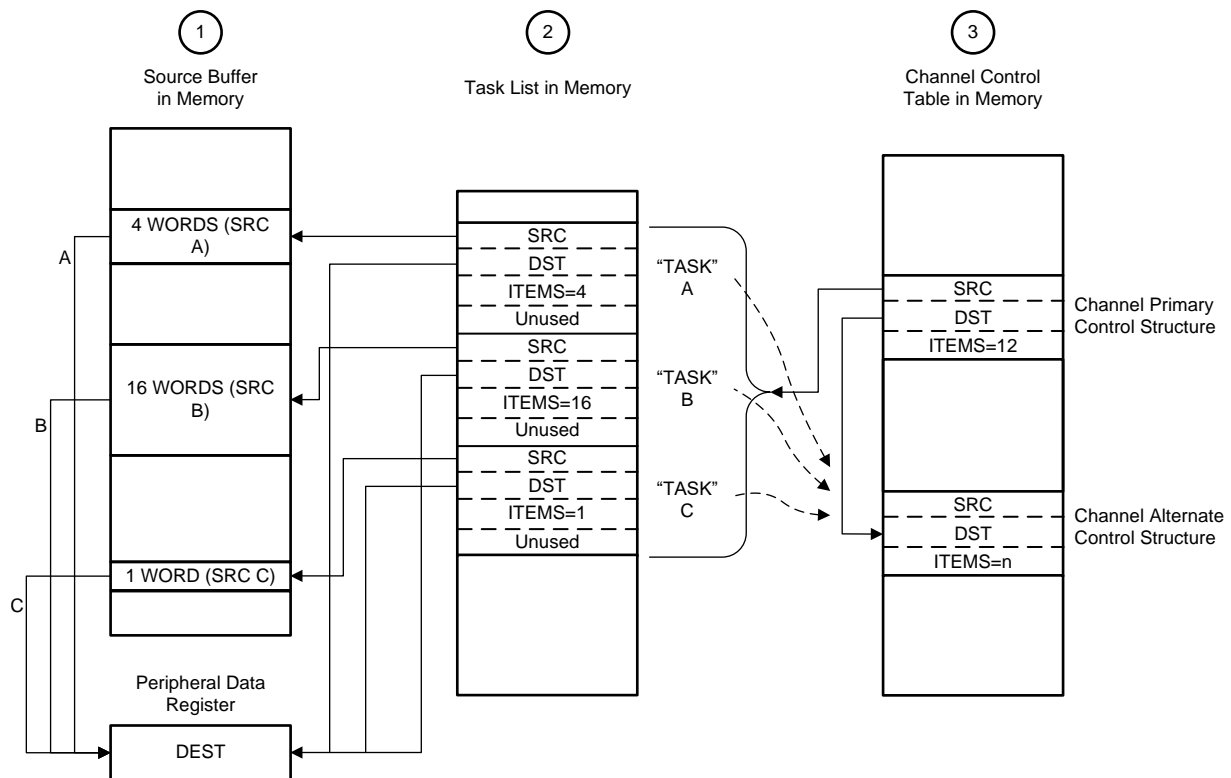 1
Source Buffer
in Memory
4 WORDS (SRC
A)
16 WORDS (SRC
B)
1 WORD (SRC C)
A
B
C
Peripheral Data
Register
DEST
2
Task List in Memory
SRC
DST
ITEMS=4
Unused
SRC
DST
ITEMS=16
Unused
SRC
DST
ITEMS=1
Unused
“TASK”
A
“TASK”
B
“TASK”
C
3
Channel Control
Table in Memory
SRC
DST
ITEMS=12
Channel Primary
Control Structure
SRC
DST
ITEMS=n
Channel Alternate
Control Structure